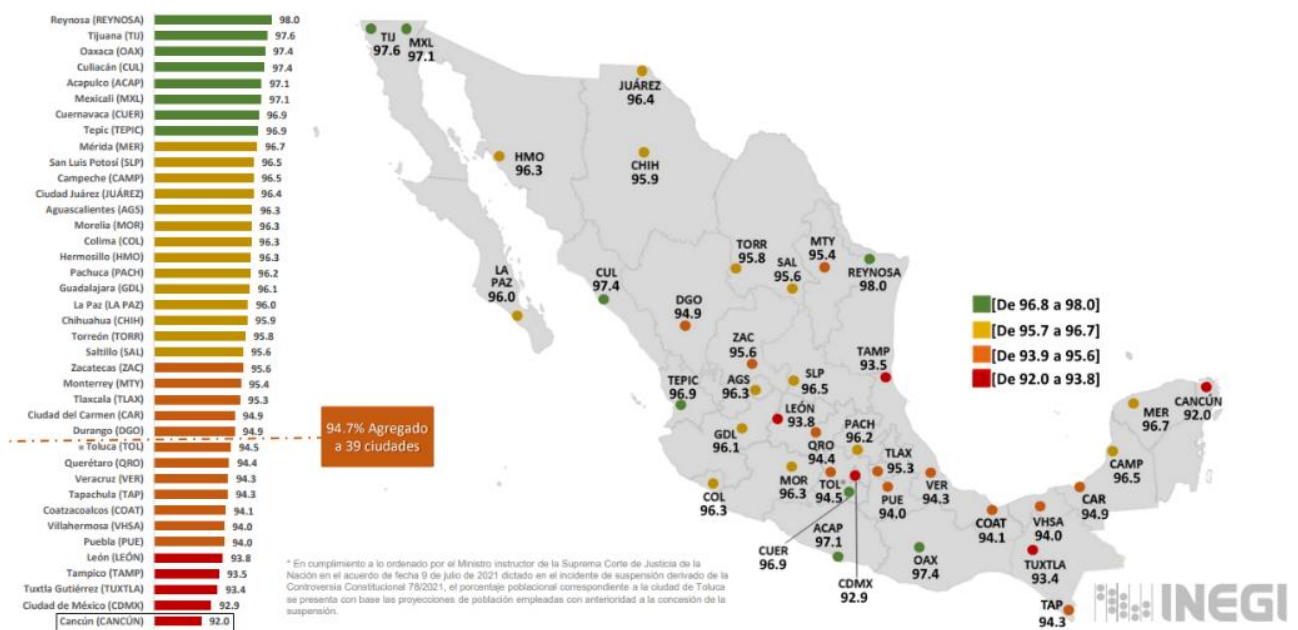 Reynosa (REYNOSA) 98.0
Tijuana (TIJ) 97.6
Oaxaca (OAX) 97.4
Culiacán (CUL) 97.4
Acapulco (ACAP) 97.1
Mexicali (MXL) 97.1
Cuernavaca (CUER) 96.9
Tepic (TEPIC) 96.9
Mérida (MER) 96.7
San Luis Potosí (SLP) 96.5
Campeche (CAMP) 96.5
Ciudad Juárez (JUÁREZ) 96.4
Aguascalientes (AGS) 96.3
Morelia (MOR) 96.3
Colima (COL) 96.3
Hermosillo (HMO) 96.3
Pachuca (PACH) 96.2
Guadalajara (GDL) 96.1
La Paz (LA PAZ) 96.0
Chihuahua (CHIH) 95.9
Torreón (TORR) 95.8
Saltillo (SAL) 95.6
Zacatecas (ZAC) 95.6
Monterrey (MTY) 95.4
Tlaxcala (TLAX) 95.3
Ciudad del Carmen (CAR) 94.9
Durango (DGO) 94.9
* Toluca (TOL) 94.5
Querétaro (QRO) 94.4
Veracruz (VER) 94.3
Tapachula (TAP) 94.3
Coatzacoalcos (COAT) 94.1
Villahermosa (VHSA) 94.0
Puebla (PUE) 94.0
León (LEÓN) 93.8
Tampico (TAMP) 93.5
Tuxtla Gutiérrez (TUXTLA) 93.4
Ciudad de México (CDMX) 92.9
Cancún (CANCÚN) 92.0
94.7% Agregado
a 39 ciudades
TIJ
97.6
MXL
97.1
JUÁREZ
96.4
HMO
96.3
CHIH
95.9
LA
PAZ
96.0
CUL
97.4
TORR
95.8
SAL
95.6
MTY
95.4
REYNOSA
98.0
DGO
94.9
ZAC
95.6
TAMP
93.5
TEPIC
96.9
AGS
96.3
SLP
96.5
LEÓN
93.8
PACH
96.2
GDL
96.1
QRO
94.4
TLAX
95.3
COL
96.3
MOR
96.3
TOL*
94.5
PUE
94.0
VER
94.3
ACAP
97.1
CUER
96.9
CDMX
92.9
OAX
97.4
COAT
94.1
VHSA
94.0
CAR
94.9
TUXTLA
93.4
TAP
94.3
MER
96.7
CANCÚN
92.0
CAMP
96.5
[De 96.8 a 98.0]
[De 95.7 a 96.7]
[De 93.9 a 95.6]
[De 92.0 a 93.8]
* En cumplimiento a lo ordenado por el Ministro instructor de la Suprema Corte de Justicia de la
Nación en el acuerdo de fecha 9 de julio de 2021 dictado en el incidente de suspensión derivado de la
Controversia Constitucional 78/2021, el porcentaje poblacional correspondiente a la ciudad de Toluca
se presenta con base las proyecciones de población empleadas con anterioridad a la concesión de la
suspensión.
INEGI